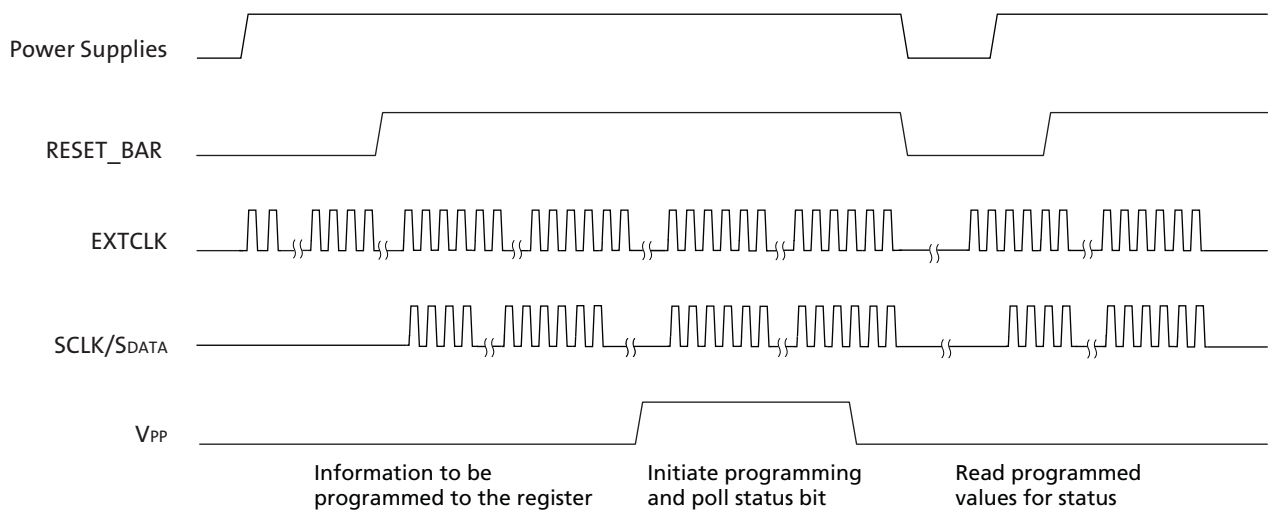 Power Supplies
RESET_BAR
EXTCLK
SCLK/SDATA
VPP
Information to be
programmed to the register
Initiate programming
and poll status bit
Read programmed
values for status